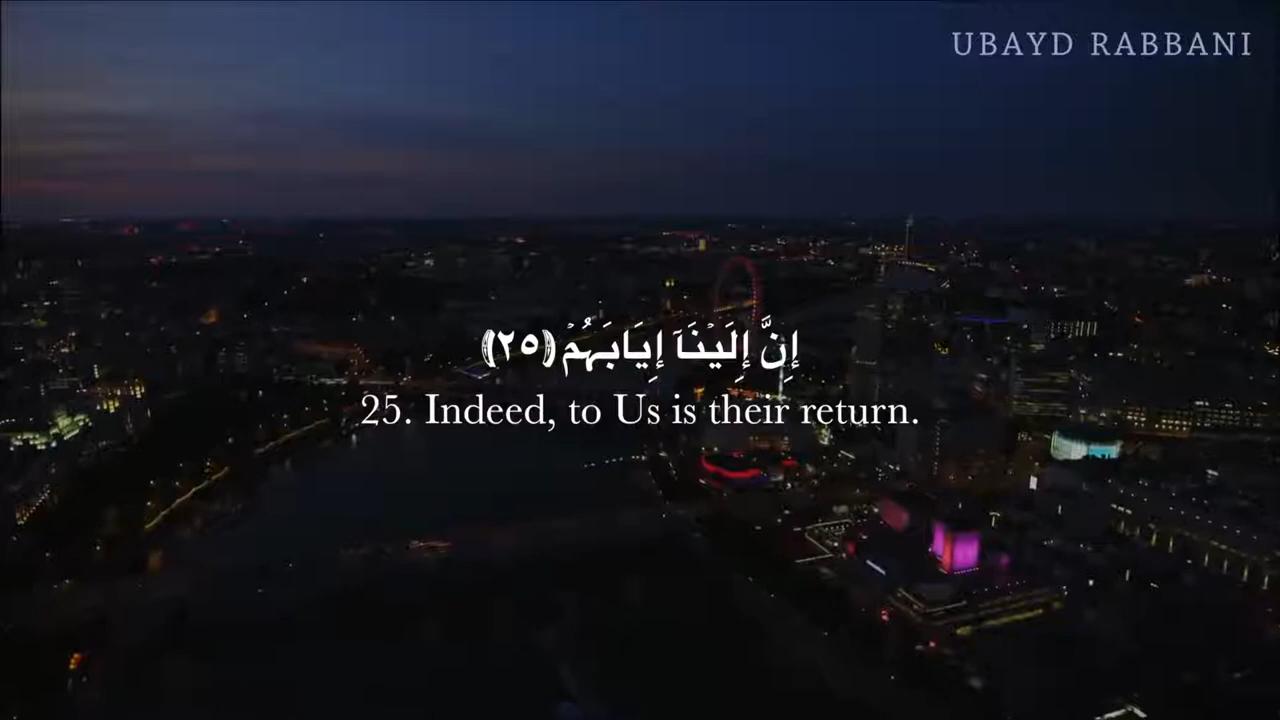 UBAYD RABBANI
إِنَّ إِلَيْنَآ إِيَابَهُمْ ﴿٢٥﴾
25. Indeed, to Us is their return.